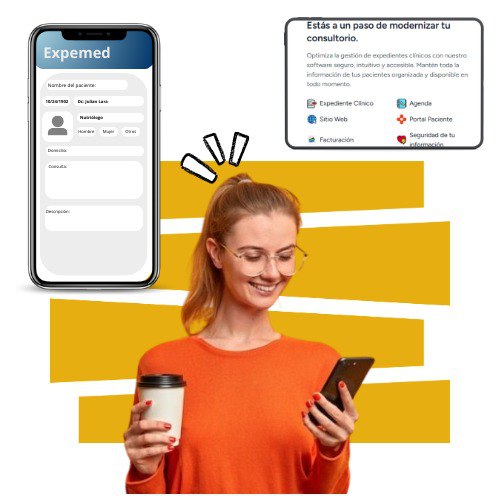 Expemed
Nombre del paciente:
10/24/1902 Dr. Julian Lara
Nutriólogo
Hombre Mujer Otros
Domicilio:
Consulta:
Descripción:
Estás a un paso de modernizar tu
consultorio.
Optimiza la gestión de expedientes clínicos con nuestro
software seguro, intuitivo y accesible. Mantén toda la
información de tus pacientes organizada y disponible en
todo momento.
Expediente Clínico Agenda
Sitio Web Portal Paciente
Facturación Seguridad de tu
información